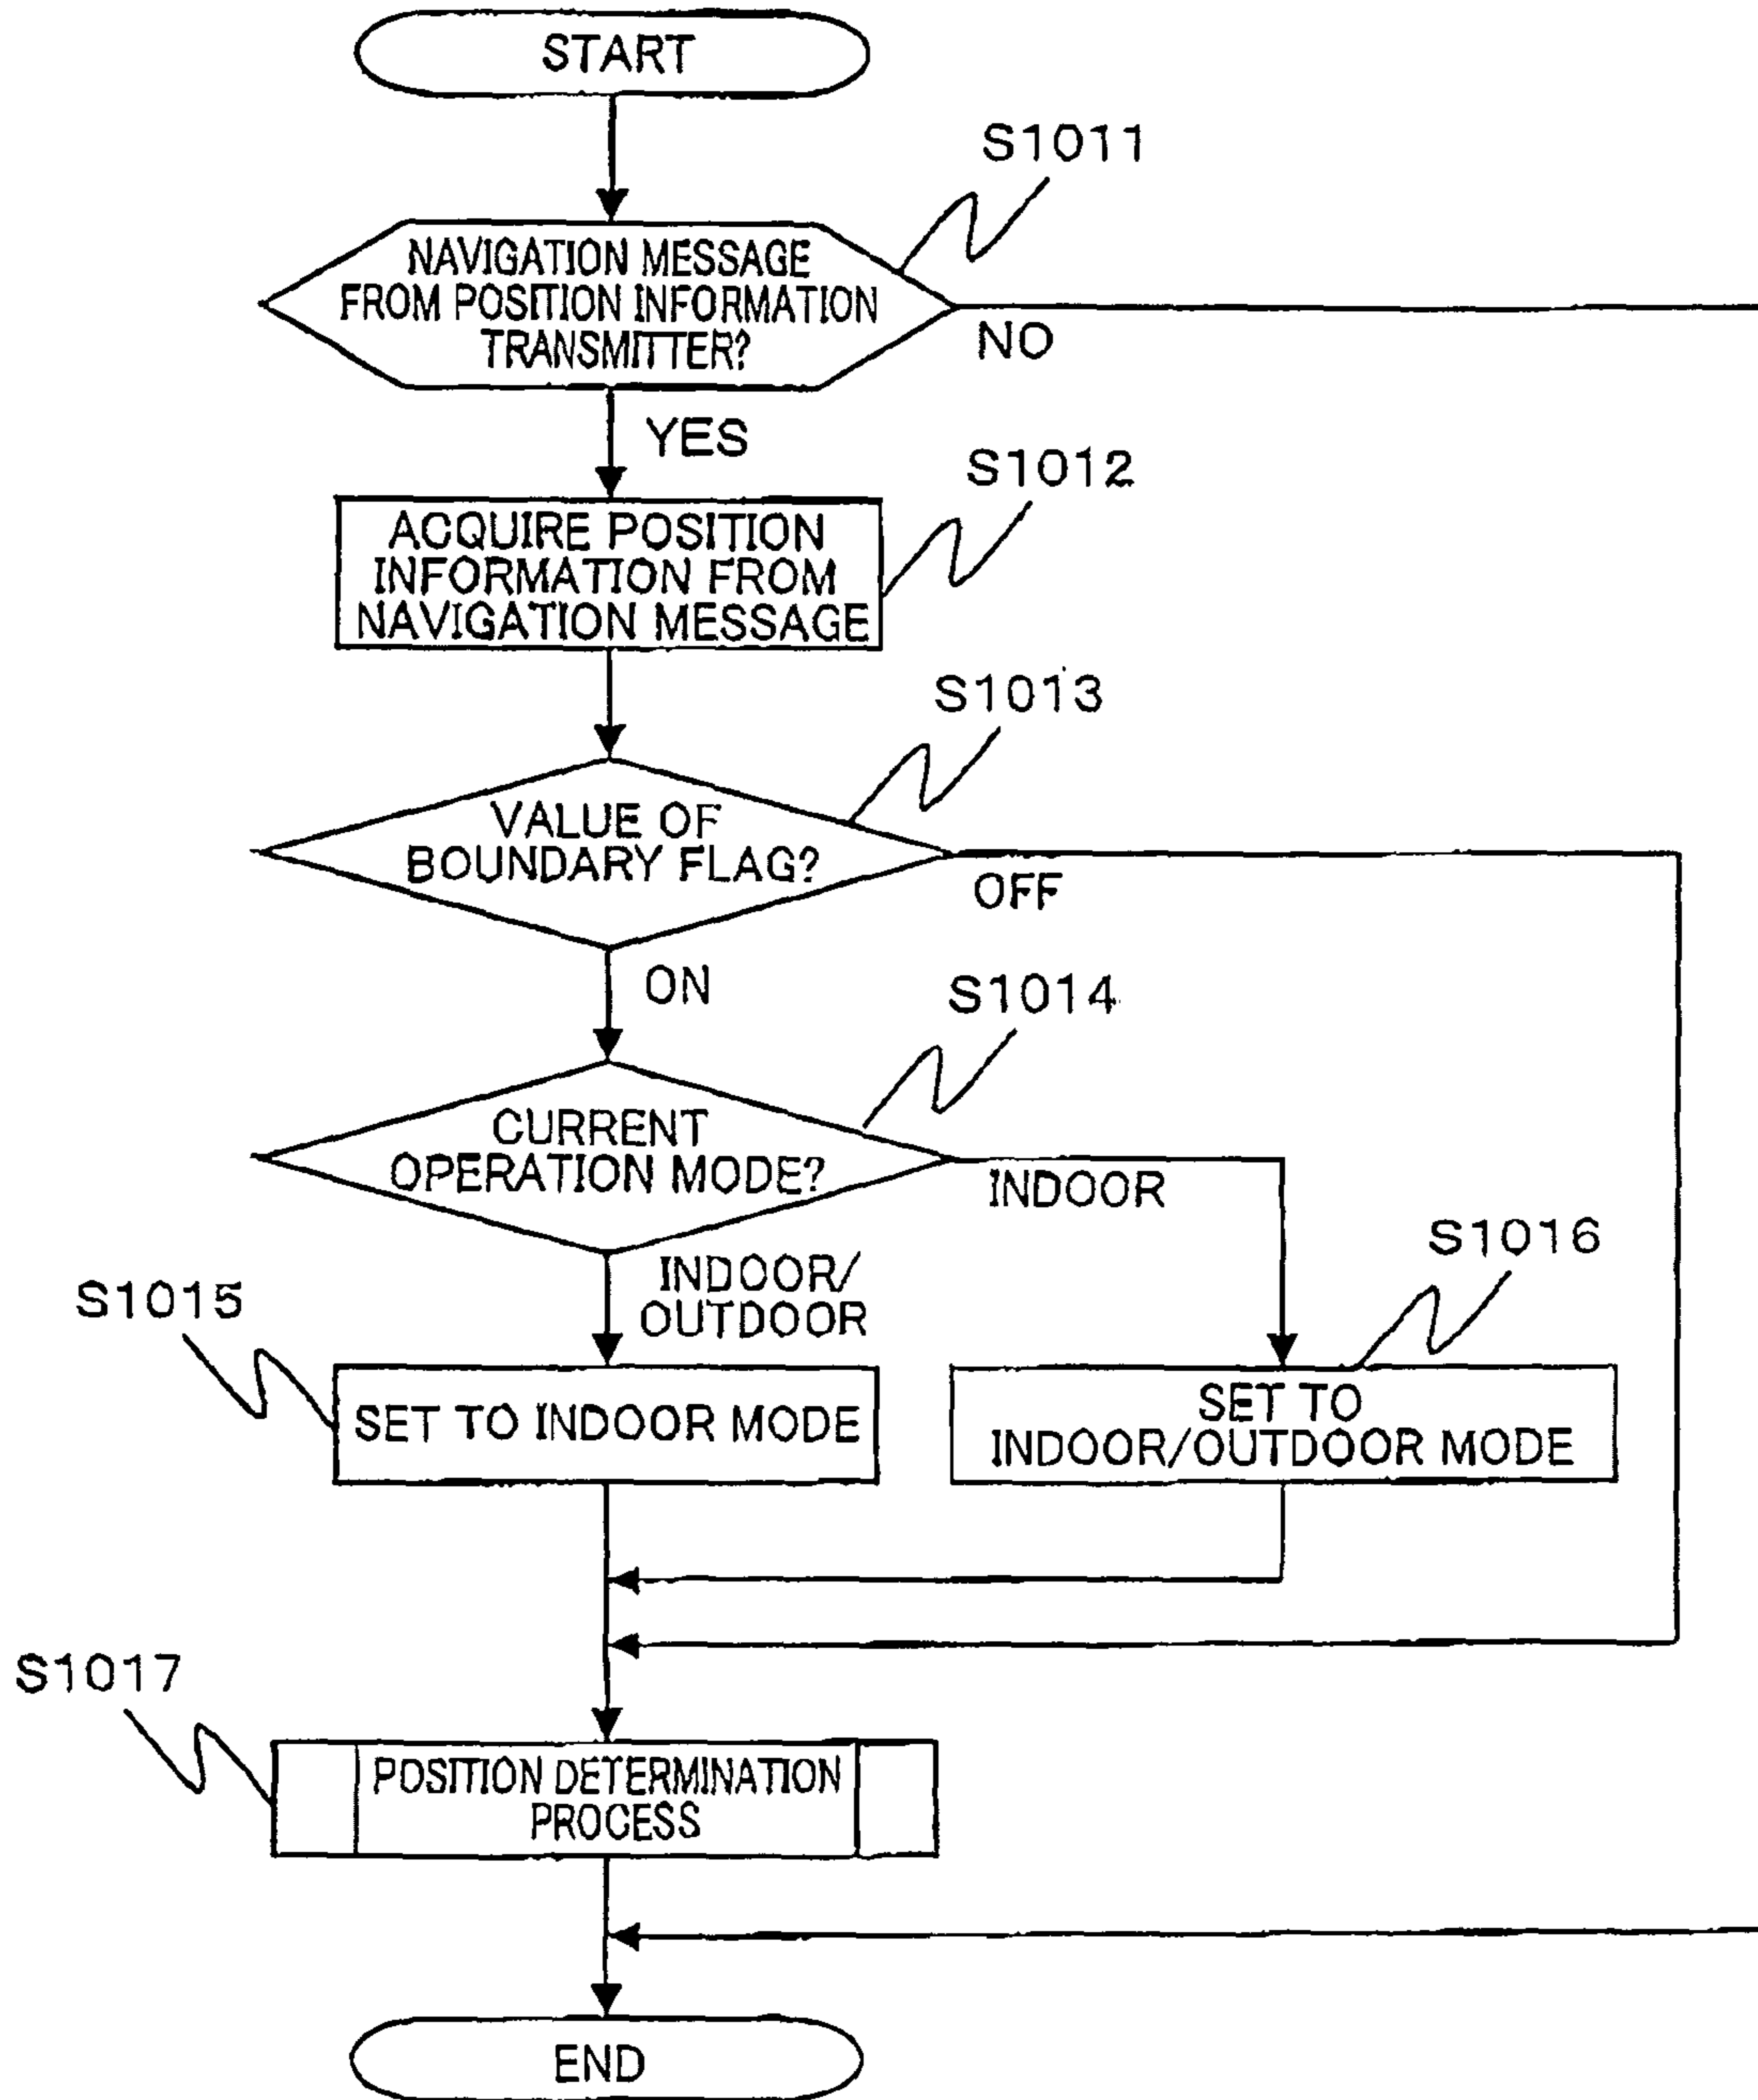 START
S1011
NAVIGATION MESSAGE
FROM POSITION INFORMATION
TRANSMITTER?
NO
YES
S1012
ACQUIRE POSITION
INFORMATION FROM
NAVIGATION MESSAGE
S1013
VALUE OF
BOUNDARY FLAG?
OFF
ON
S1014
CURRENT
OPERATION MODE?
INDOOR
INDOOR/
OUTDOOR
S1015
S1016
SET TO INDOOR MODE
SET TO
INDOOR/OUTDOOR MODE
S1017
POSITION DETERMINATION
PROCESS
END